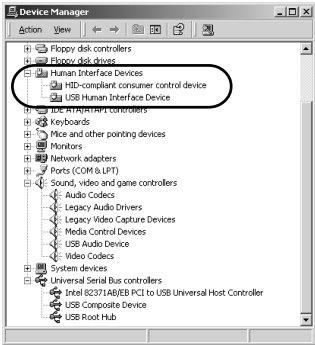 Device Manager
Action View
Floppy disk controllers
Floppy disk drives
Human Interface Devices
HID-compliant consumer control device
USB Human Interface Device
IDE ATA/ATAPI controllers
Keyboards
Mice and other pointing devices
Monitors
Network adapters
Ports (COM & LPT)
Sound, video and game controllers
Audio Codecs
Legacy Audio Drivers
Legacy Video Capture Devices
Media Control Devices
USB Audio Device
Video Codecs
System devices
Universal Serial Bus controllers
Intel 82371AB/EB PCI to USB Universal Host Controller
USB Composite Device
USB Root Hub